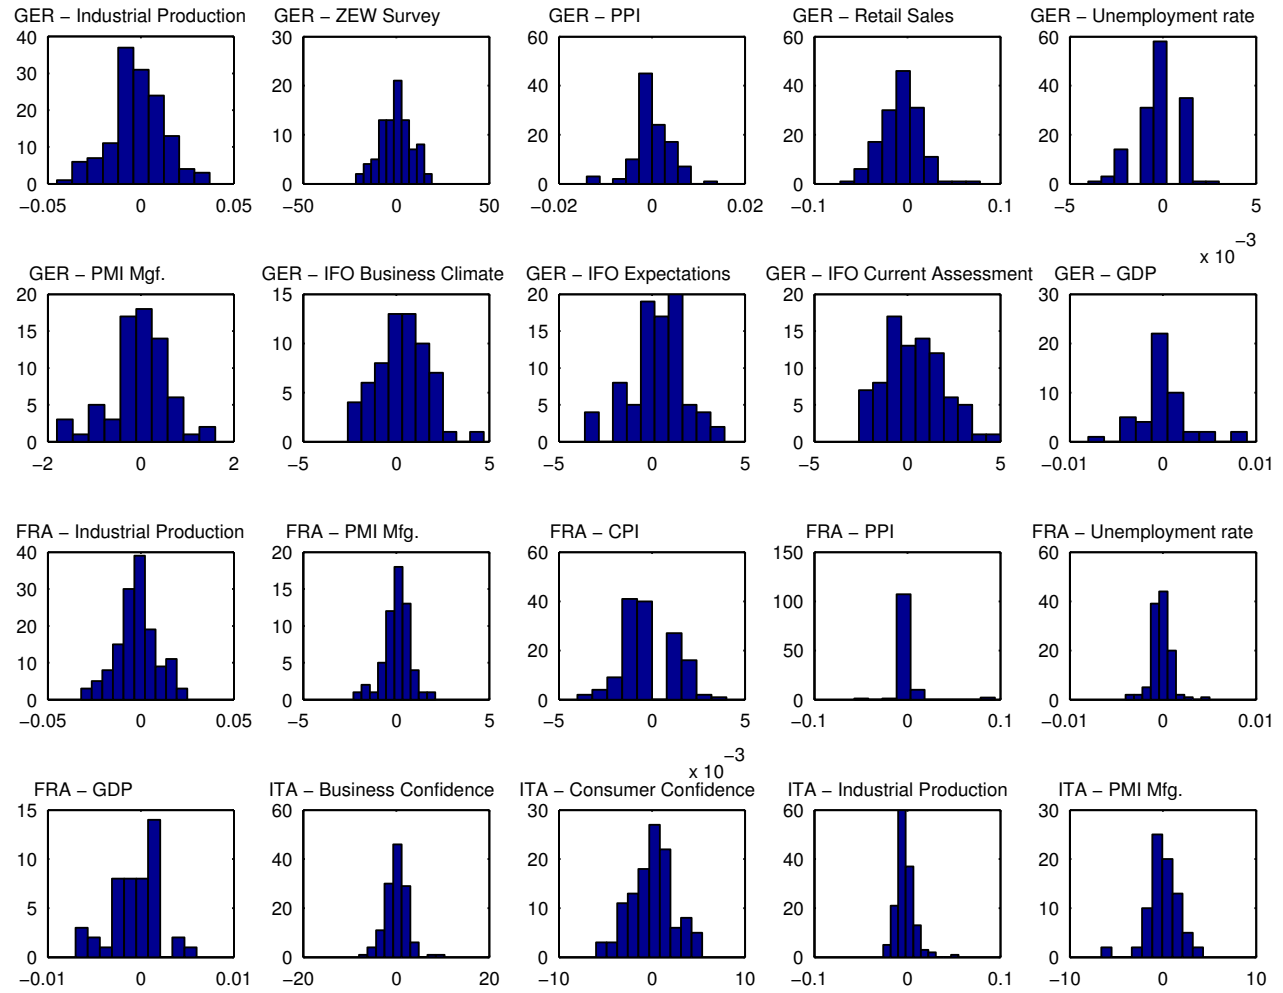 GER − Industrial Production
GER − ZEW Survey
GER − PPI
GER − Retail Sales
GER − Unemployment rate
40
30
20
10
0
−0.05 0 0.05
30
20
10
0
−50 0 50
60
40
20
0
−0.02 0 0.02
60
40
20
0
−0.1 0 0.1
60
40
20
0
−5 0 5
x 10−3
GER − PMI Mgf.
GER − IFO Business Climate
GER − IFO Expectations
GER − IFO Current Assessment
GER − GDP
20
15
10
5
0
−2 0 2
15
10
5
0
−5 0 5
20
15
10
5
0
−5 0 5
20
15
10
5
0
−5 0 5
30
20
10
0
−0.01 0 0.01
FRA − Industrial Production
FRA − PMI Mfg.
FRA − CPI
FRA − PPI
FRA − Unemployment rate
40
30
20
10
0
−0.05 0 0.05
20
15
10
5
0
−5 0 5
60
40
20
0
−5 0 5
x 10−3
150
100
50
0
−0.1 0 0.1
60
40
20
0
−0.01 0 0.01
FRA − GDP
ITA − Business Confidence
ITA − Consumer Confidence
ITA − Industrial Production
ITA − PMI Mfg.
15
10
5
0
−0.01 0 0.01
60
40
20
0
−20 0 20
30
20
10
0
−10 0 10
60
40
20
0
−0.1 0 0.1
30
20
10
0
−10 0 10